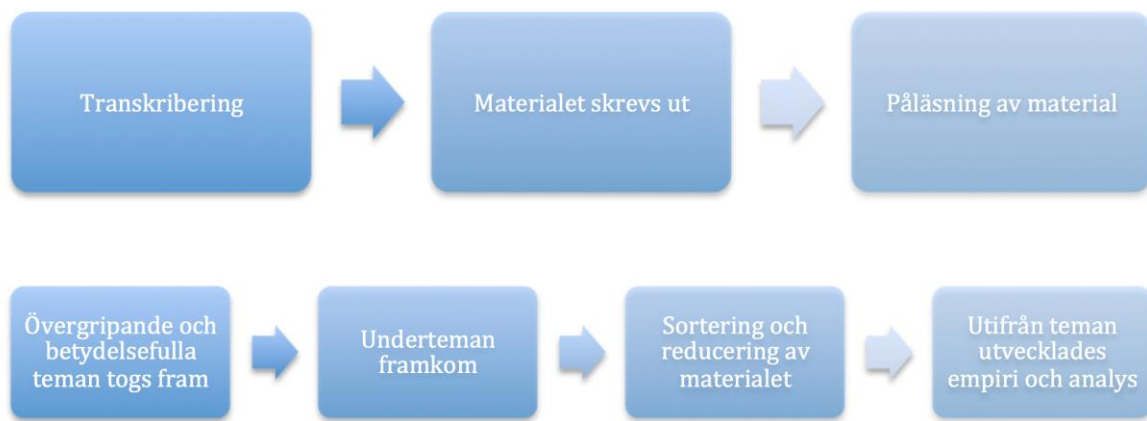 Transkribering
Materialet skrevs ut
Påläsning av material
Övergripande och
betydelsefulla
teman togs fram
Underteman
framkom
Sortering och
reducering av
materialet
Utifrån teman
utvecklades
empiri och analys